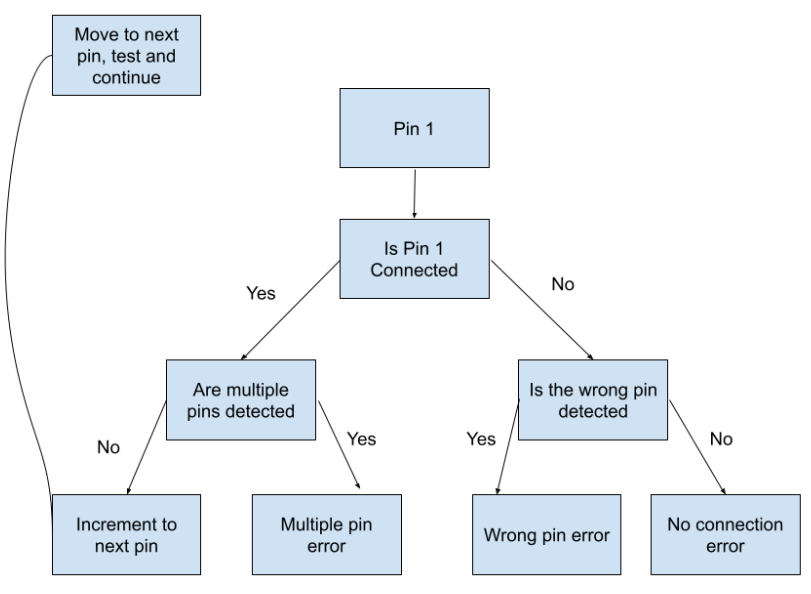 Move to next
pin, test and
continue
Pin 1
Is Pin 1
Connected
Yes
No
Are multiple
pins detected
Is the wrong pin
detected
No
Yes
Yes
No
Increment to
next pin
Multiple pin
error
Wrong pin error
No connection
error